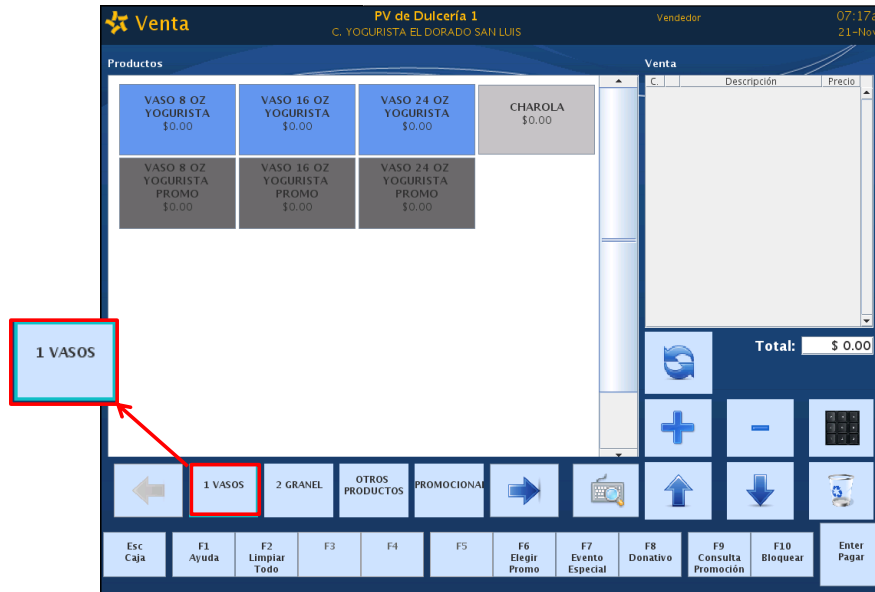 Venta
PV de Dulcería 1
C. YOGURISTA EL DORADO SAN LUIS
Vendedor
07:17a
21-Nov
Productos
Venta
C. Descripción Precio
VASO 8 OZ
YOGURISTA
$0.00
VASO 16 OZ
YOGURISTA
$0.00
VASO 24 OZ
YOGURISTA
$0.00
CHAROLA
$0.00
VASO 8 OZ
YOGURISTA
PROMO
$0.00
VASO 16 OZ
YOGURISTA
PROMO
$0.00
VASO 24 OZ
YOGURISTA
PROMO
$0.00
1 VASOS
Total: $ 0.00
1 VASOS
2 GRANEL
OTROS
PRODUCTOS
PROMOCIONAL
Esc
Caja
F1
Ayuda
F2
Limpiar
Todo
F3
F4
F5
F6
Elegir
Promo
F7
Evento
Especial
F8
Donativo
F9
Consulta
Promoción
F10
Bloquear
Enter
Pagar